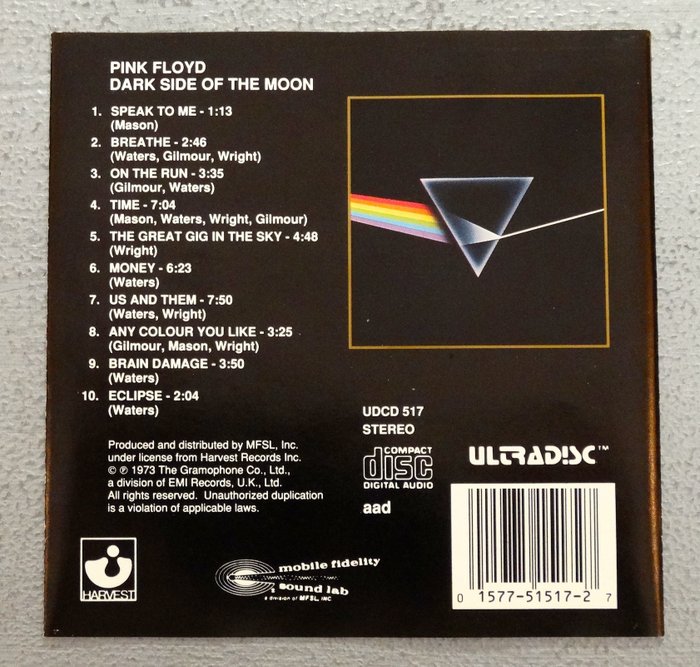 PINK FLOYD
DARK SIDE OF THE MOON
1. SPEAK TO ME - 1:13
(Mason)
2. BREATHE - 2:46
(Waters, Gilmour, Wright)
3. ON THE RUN - 3:35
(Gilmour, Waters)
4. TIME - 7:04
(Mason, Waters, Wright, Gilmour)
5. THE GREAT GIG IN THE SKY - 4:48
(Wright)
6. MONEY - 6:23
(Waters)
7. US AND THEM - 7:50
(Waters, Wright)
8. ANY COLOUR YOU LIKE - 3:25
(Gilmour, Mason, Wright)
9. BRAIN DAMAGE - 3:50
(Waters)
10. ECLIPSE - 2:04
(Waters)
Produced and distributed by MFSL, Inc.
under license from Harvest Records Inc.
© ℗ 1973 The Gramophone Co., Ltd.,
a division of EMI Records, U.K., Ltd.
All rights reserved. Unauthorized duplication
is a violation of applicable laws.
UDCD 517
STEREO
COMPACT
disc
DIGITAL AUDIO
aad
ULTRADISC™
HARVEST
mobile fidelity
sound lab
a division of MFSL, INC
0 1577-51517-2 7